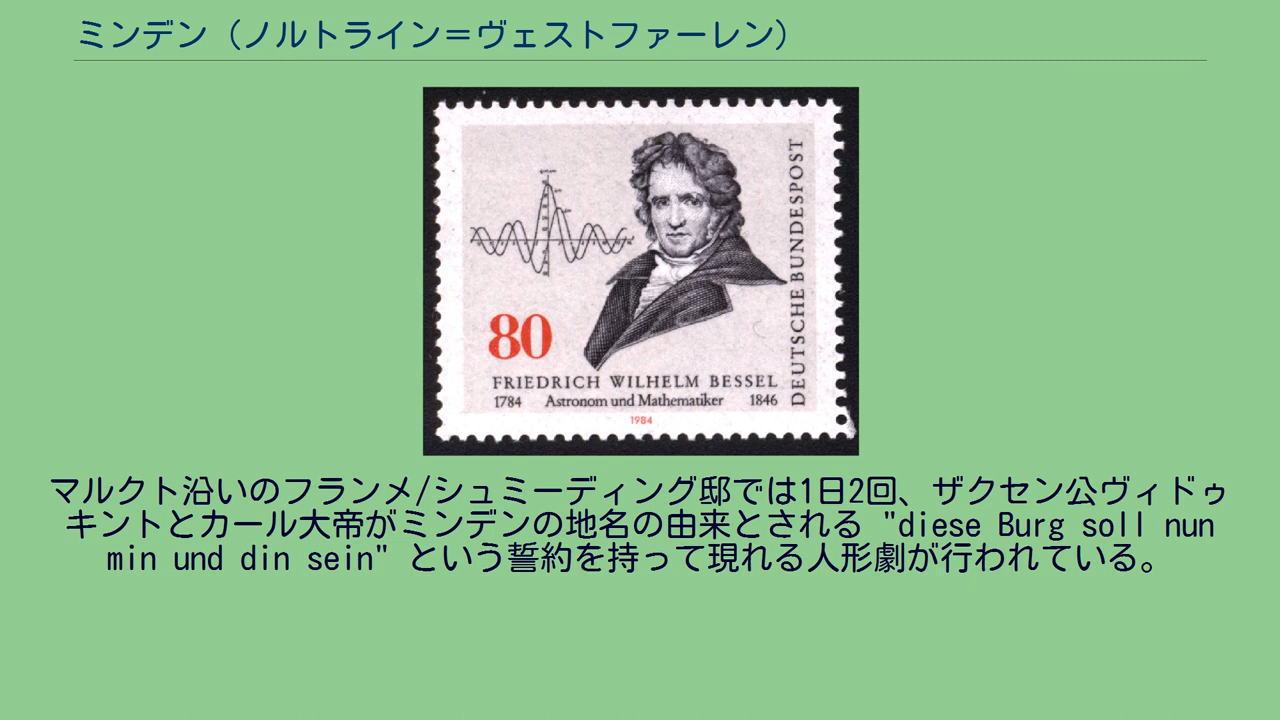 ミンデン（ノルトライン＝ヴェストファーレン）
DEUTSCHE BUNDESPOST
80
FRIEDRICH WILHELM BESSEL
1784 Astronom und Mathematiker 1846
1984
マルクト沿いのフランメ/シュミーディング邸では1日2回、ザクセン公ヴィドゥ
キントとカール大帝がミンデンの地名の由来とされる "diese Burg soll nun
min und din sein" という誓約を持って現れる人形劇が行われている。